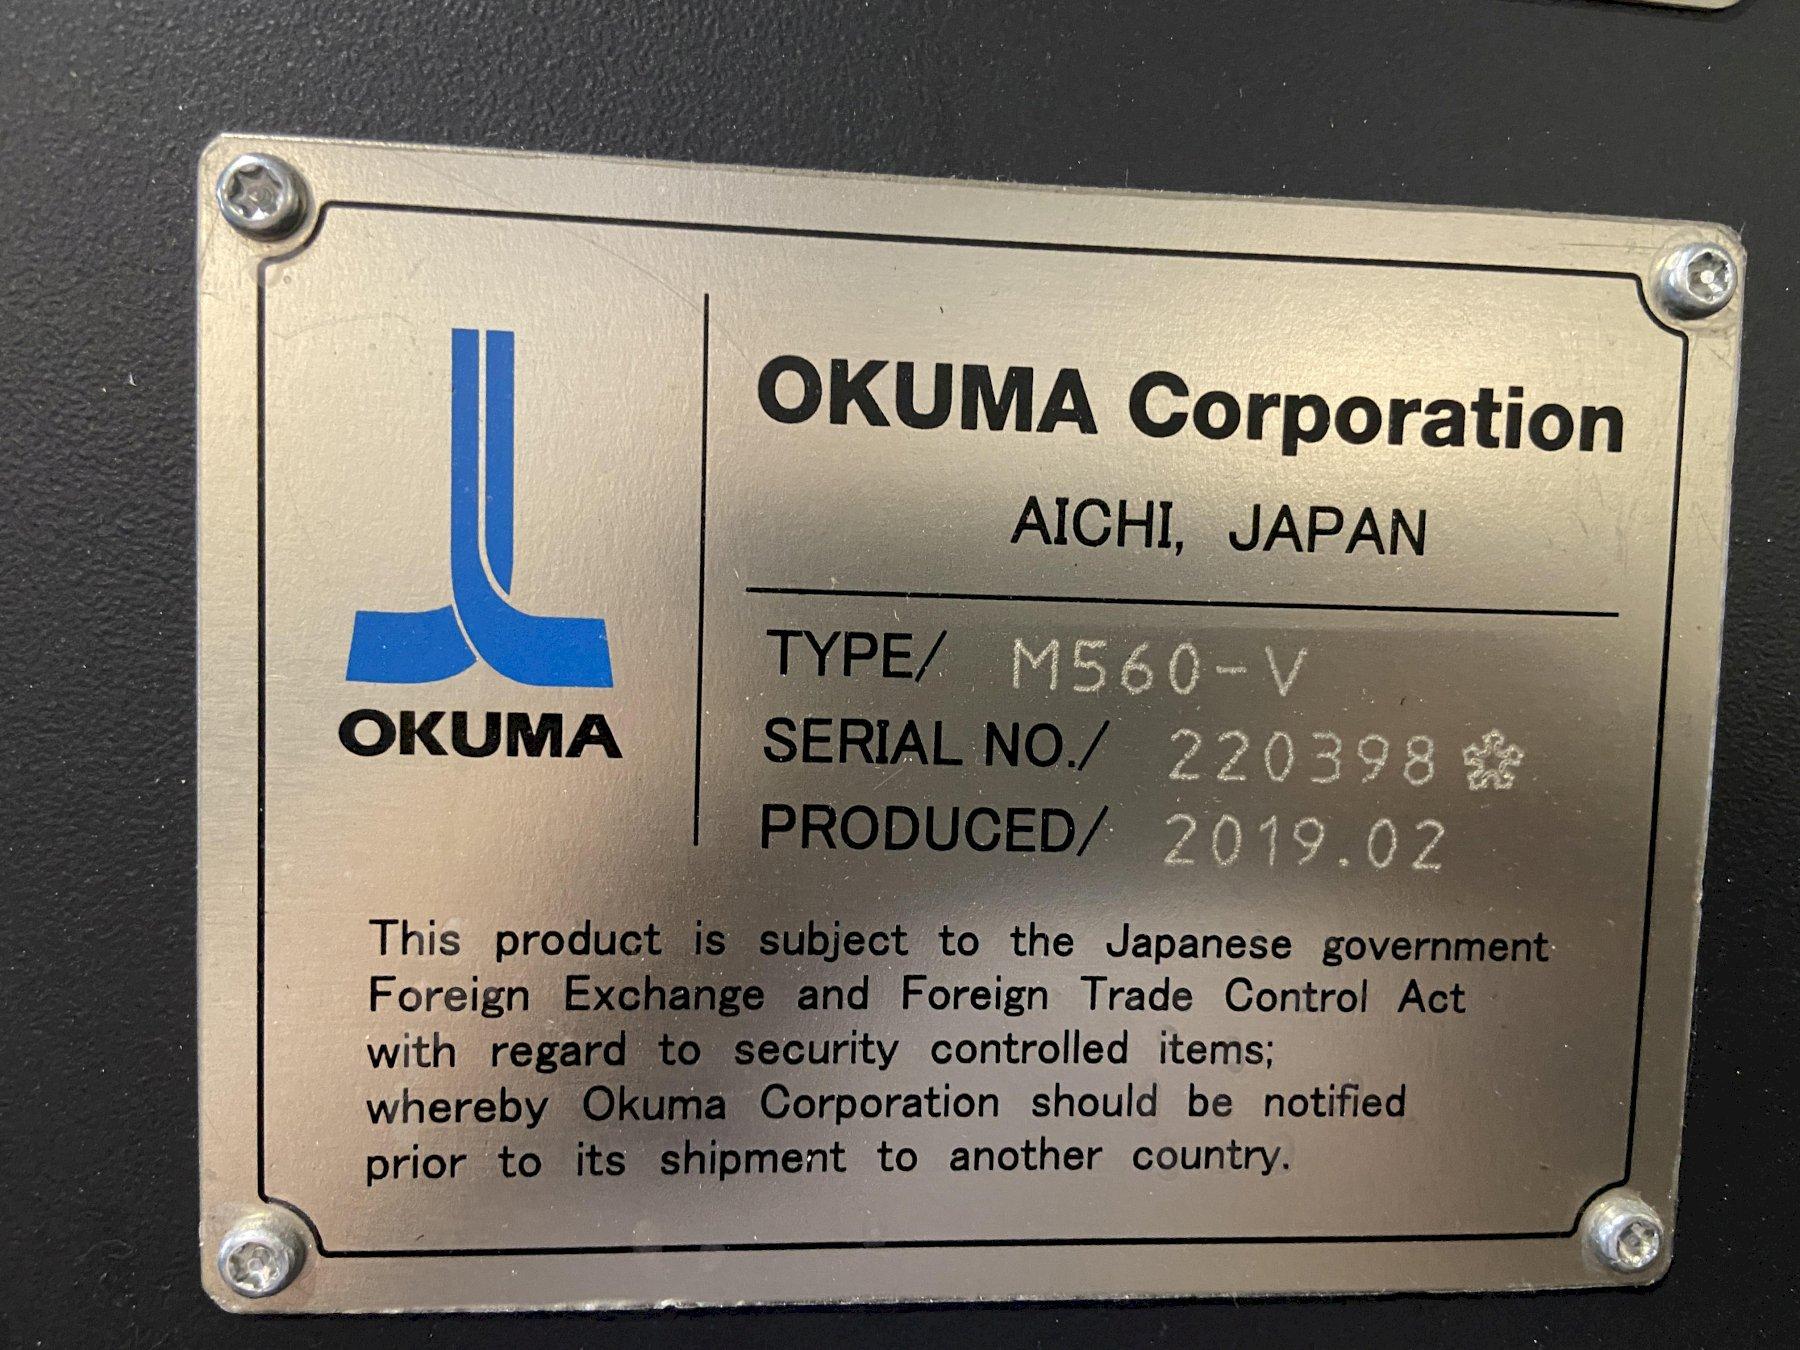 OKUMA
OKUMA Corporation
AICHI, JAPAN
TYPE/ M560-V
SERIAL NO./ 220398
PRODUCED/ 2019.02
This product is subject to the Japanese government
Foreign Exchange and Foreign Trade Control Act
with regard to security controlled items;
whereby Okuma Corporation should be notified
prior to its shipment to another country.